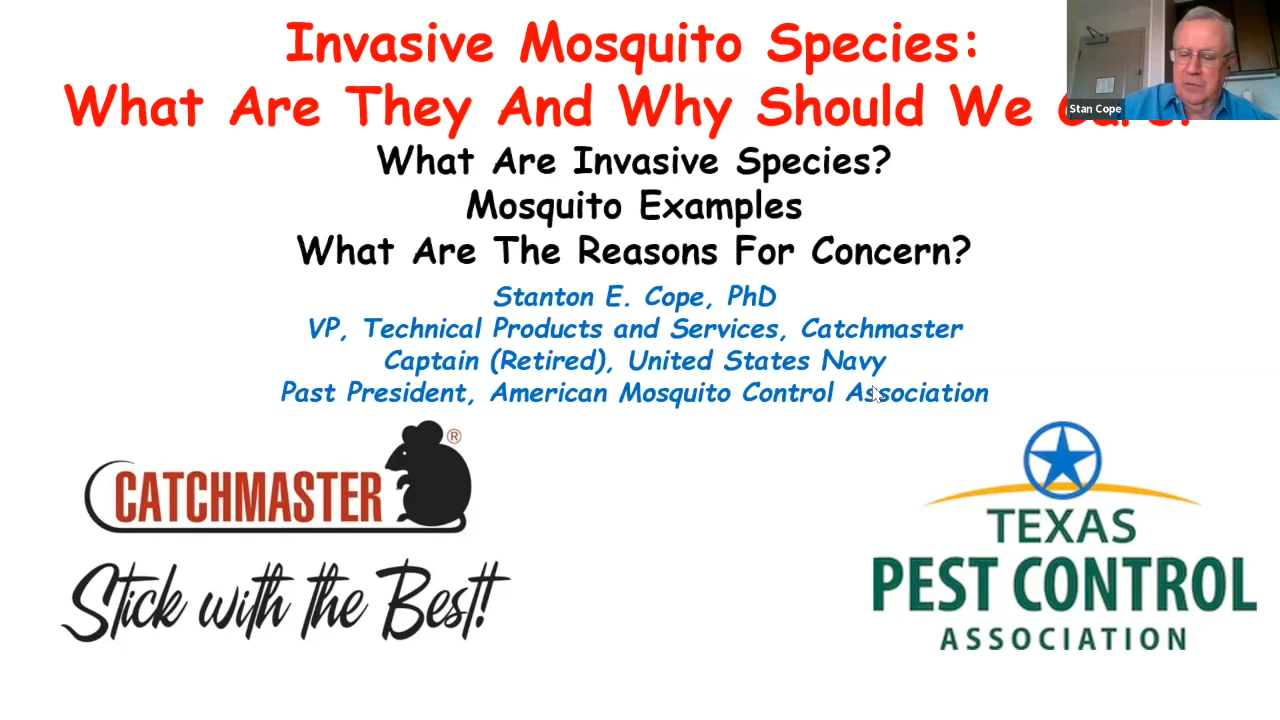 Invasive Mosquito Species:
What Are They And Why Should We
Stan Cope
What Are Invasive Species?
Mosquito Examples
What Are The Reasons For Concern?
Stanton E. Cope, PhD
VP, Technical Products and Services, Catchmaster
Captain (Retired), United States Navy
Past President, American Mosquito Control Association
CATCHMASTER®
Stick with the Best!
TEXAS
PEST CONTROL
ASSOCIATION